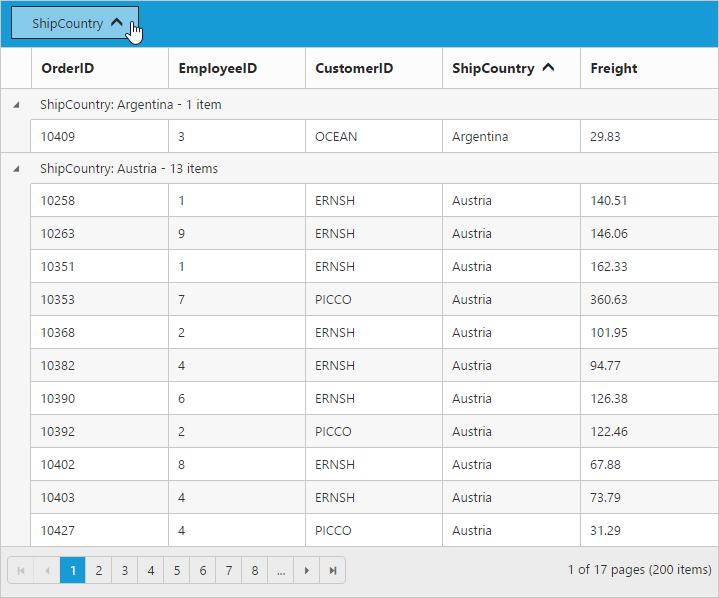 ShipCountry
OrderID EmployeeID CustomerID ShipCountry Freight
ShipCountry: Argentina - 1 item
10409 3 OCEAN Argentina 29.83
ShipCountry: Austria - 13 items
10258 1 ERNSH Austria 140.51
10263 9 ERNSH Austria 146.06
10351 1 ERNSH Austria 162.33
10353 7 PICCO Austria 360.63
10368 2 ERNSH Austria 101.95
10382 4 ERNSH Austria 94.77
10390 6 ERNSH Austria 126.38
10392 2 PICCO Austria 122.46
10402 8 ERNSH Austria 67.88
10403 4 ERNSH Austria 73.79
10427 4 PICCO Austria 31.29
1 2 3 4 5 6 7 8 ... 1 of 17 pages (200 items)